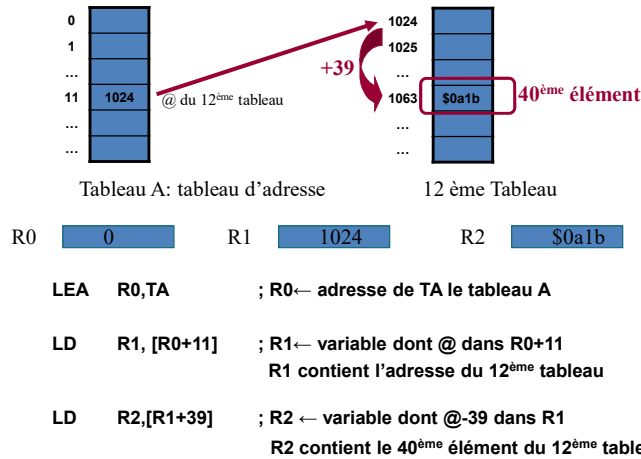 0
1
...
11 1024
...
...
@ du 12ème tableau
1024
1025
...
1063 $0a1b
...
...
+39
40ème élément
Tableau A: tableau d'adresse
12 ème Tableau
R0 0 R1 1024 R2 $0a1b
LEA R0,TA ; R0← adresse de TA le tableau A
LD R1, [R0+11] ; R1← variable dont @ dans R0+11
R1 contient l'adresse du 12ème tableau
LD R2,[R1+39] ; R2 ← variable dont @-39 dans R1
R2 contient le 40ème élément du 12ème table